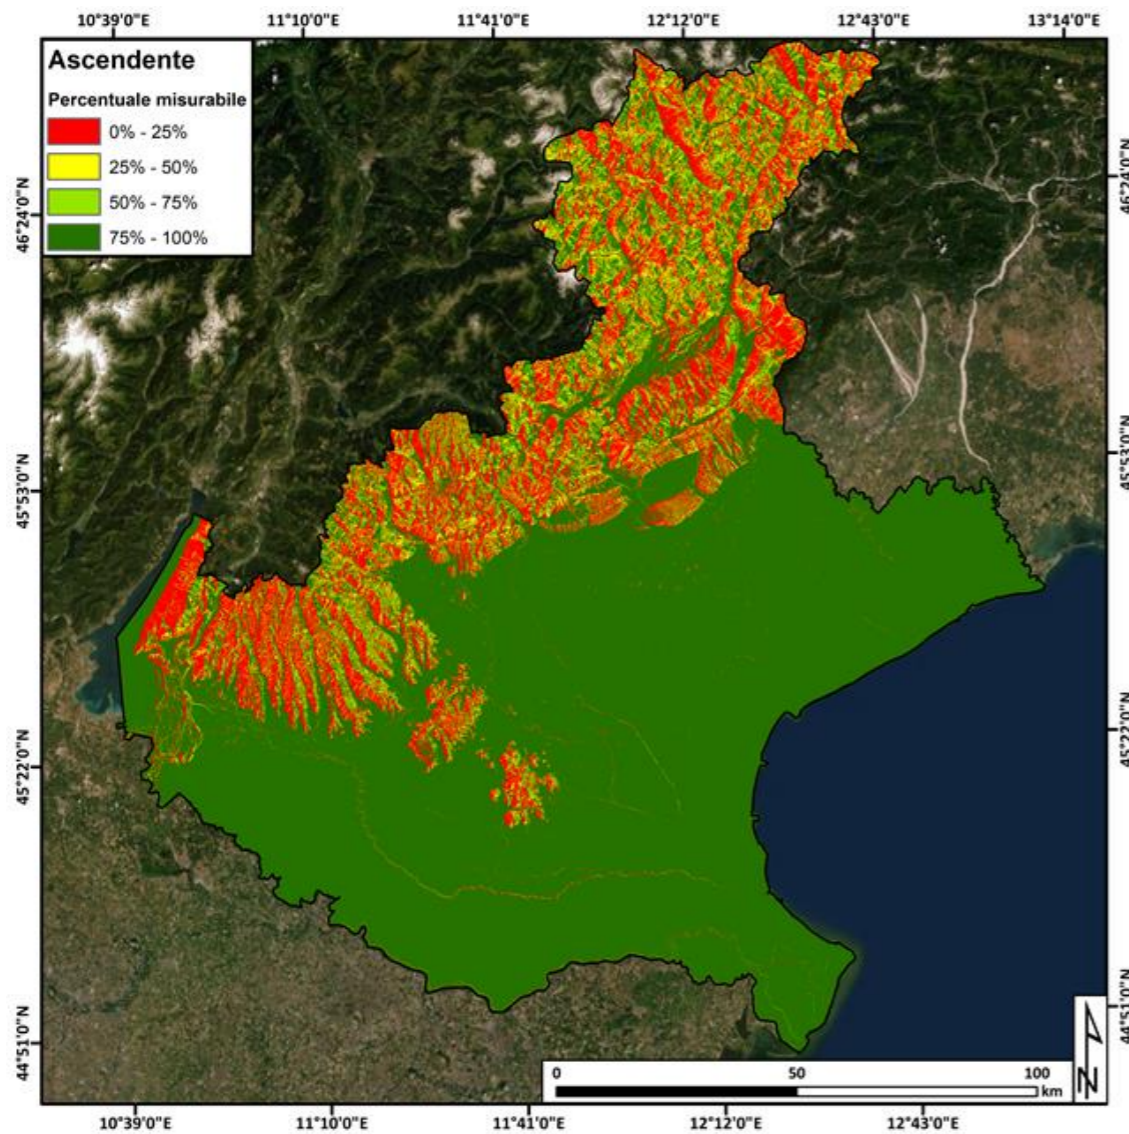 10°39'0"E 11°10'0"E 11°41'0"E 12°12'0"E 12°43'0"E 13°14'0"E
Ascendente
Percentuale misurabile
0% - 25%
25% - 50%
50% - 75%
75% - 100%
46°24'0"N
46°24'0"N
45°53'0"N
45°53'0"N
45°22'0"N
45°22'0"N
44°51'0"N
44°51'0"N
N
0 50 100
km
10°39'0"E 11°10'0"E 11°41'0"E 12°12'0"E 12°43'0"E